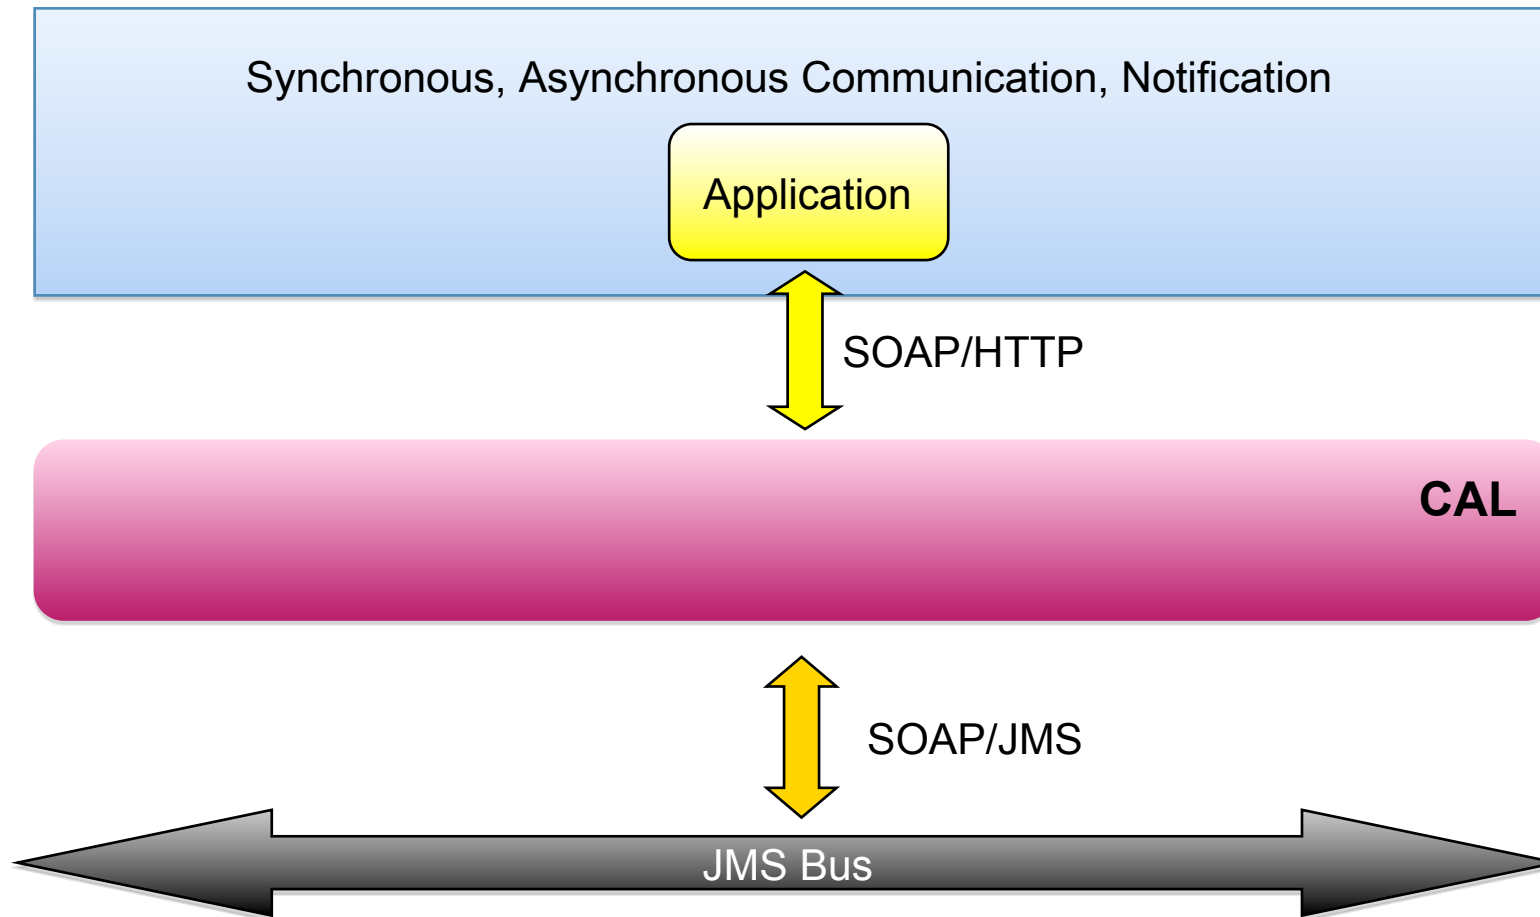 Synchronous, Asynchronous Communication, Notification
Application
SOAP/HTTP
CAL
SOAP/JMS
JMS Bus